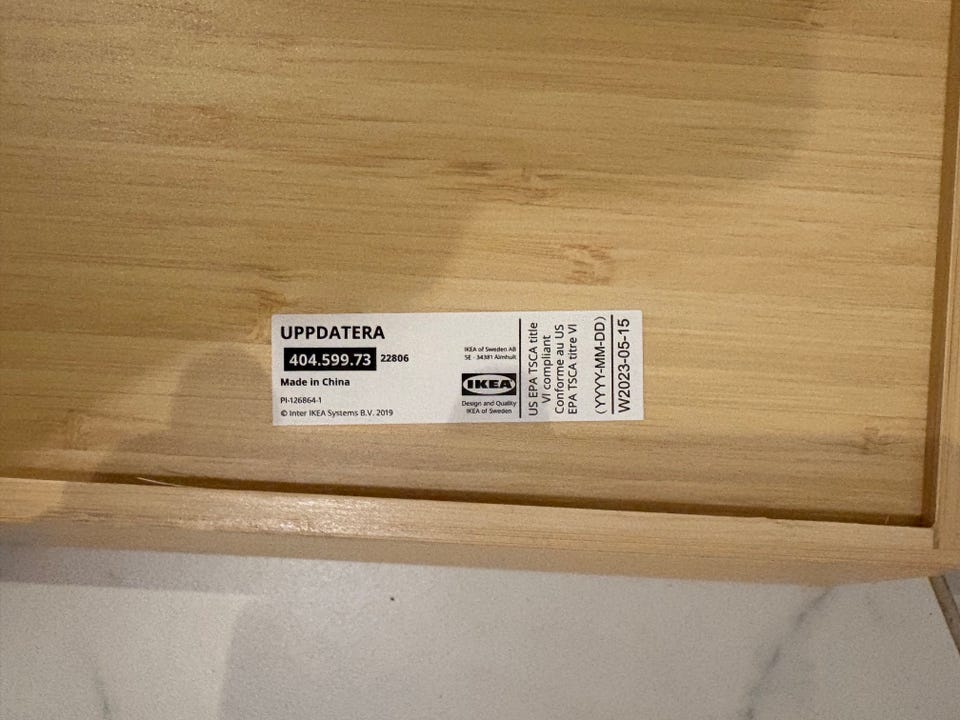 UPPDATERA
404.599.73 22806
Made in China
PI-126864-1
© Inter IKEA Systems B.V. 2019
IKEA of Sweden AB
SE - 34381 Älmhult
IKEA
Design and Quality
IKEA of Sweden
US EPA TSCA title
VI compliant
Conforme au US
EPA TSCA titre VI
(YYYY-MM-DD)
W2023-05-15